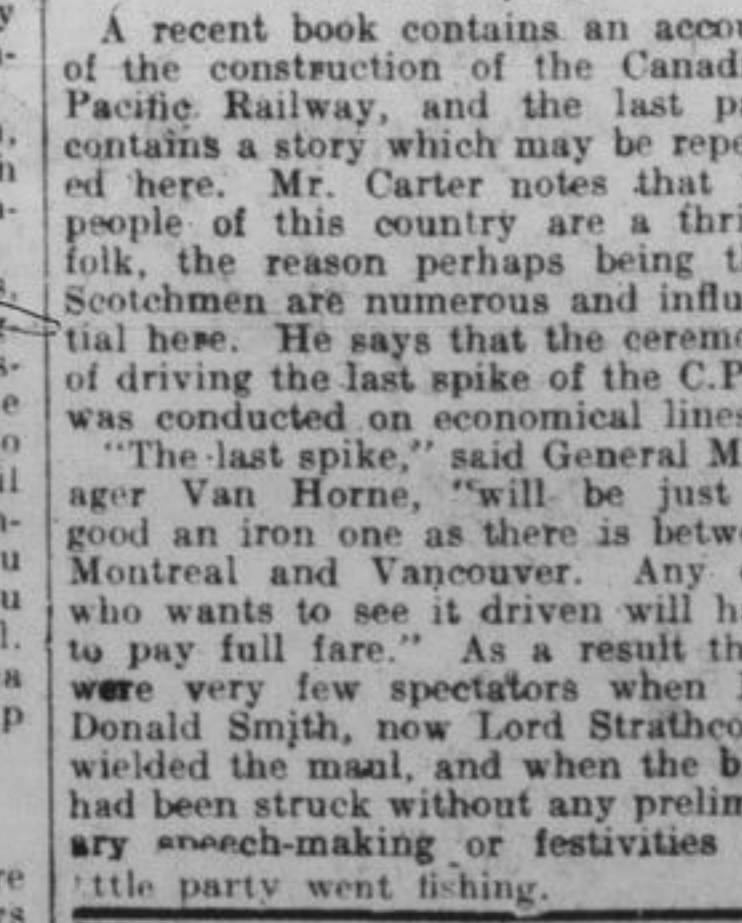 A recent book contains an accou
of the construction of the Canad
Pacific Railway, and the last pa
contains a story which may be repe
ed here. Mr. Carter notes that
people of this country are a thri
folk, the reason perhaps being th
Scotchmen are numerous and influ
tial here. He says that the ceremo
of driving the last spike of the C.P
was conducted on economical lines
"The last spike," said General M
ager Van Horne, "will be just
good an iron one as there is betwe
Montreal and Vancouver. Any
who wants to see it driven will ha
to pay full fare." As a result the
were very few spectators when
Donald Smith, now Lord Strathco
wielded the maul, and when the b
had been struck without any prelim
ary speech-making or festivities
ttle party went fishing.